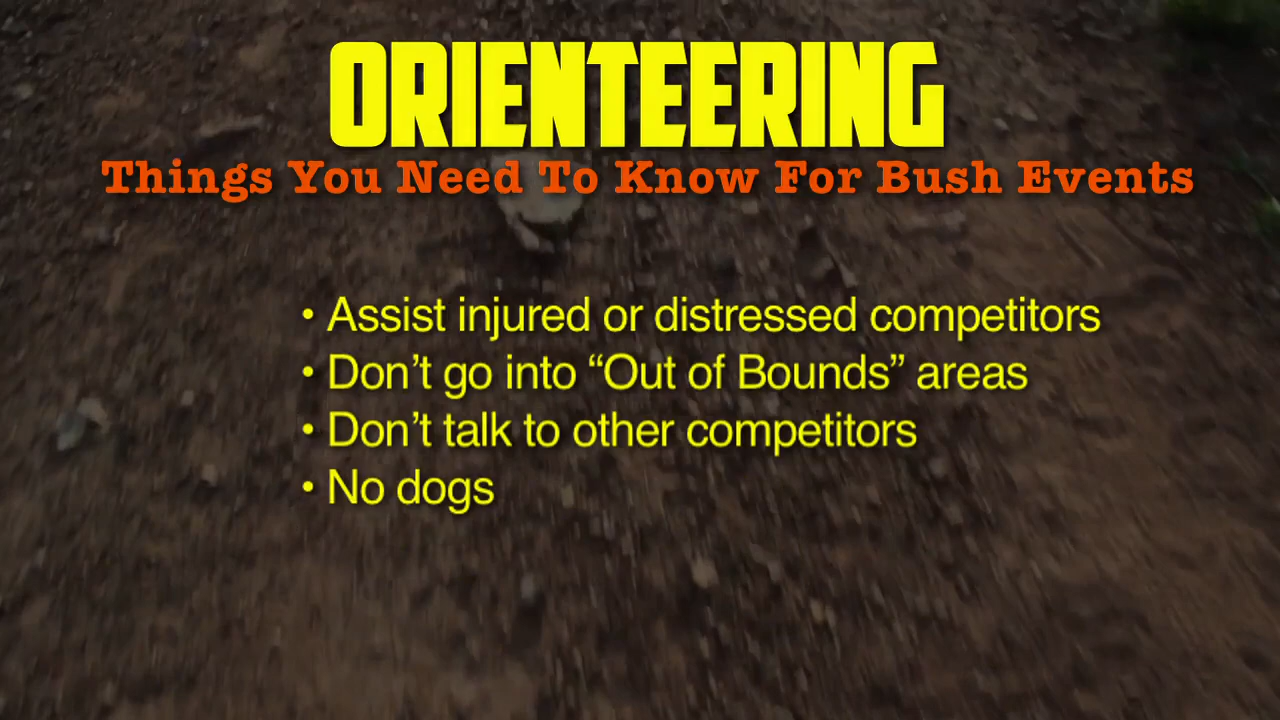 ORIENTEERING
Things You Need To Know For Bush Events
• Assist injured or distressed competitors
• Don’t go into “Out of Bounds” areas
• Don’t talk to other competitors
• No dogs